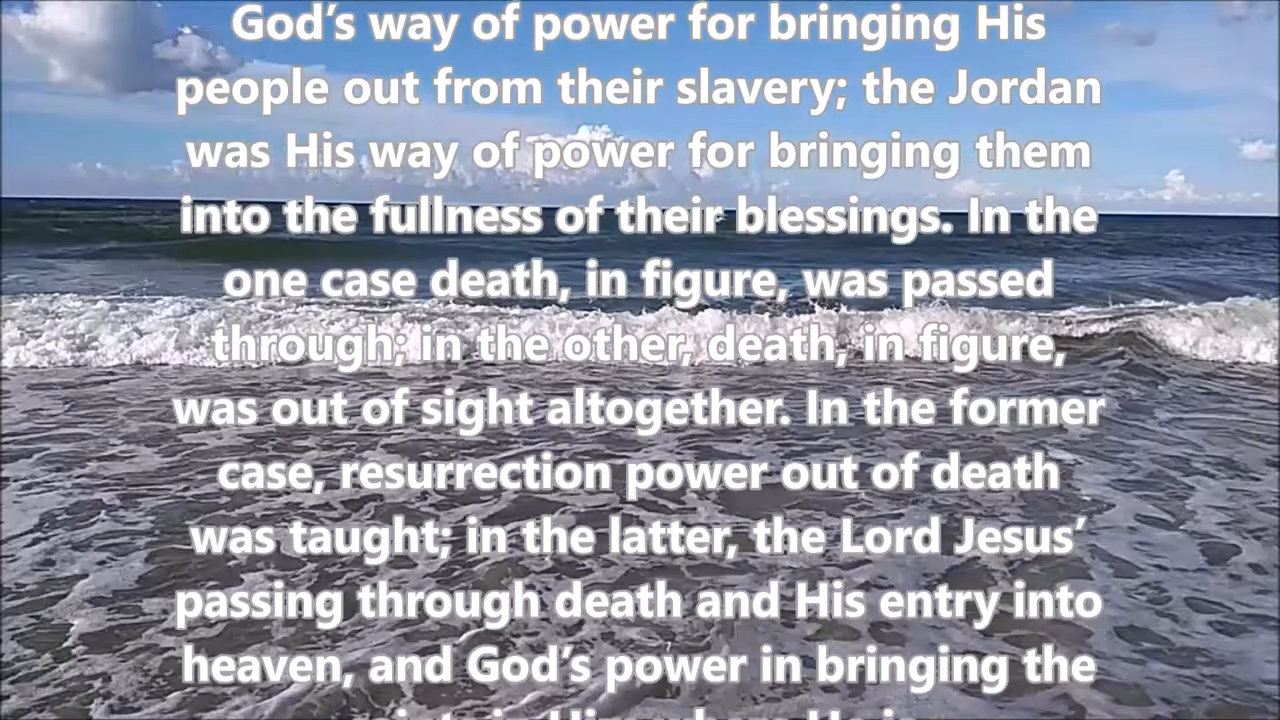 God’s way of power for bringing His
people out from their slavery; the Jordan
was His way of power for bringing them
into the fullness of their blessings. In the
one case death, in figure, was passed
through; in the other, death, in figure,
was out of sight altogether. In the former
case, resurrection power out of death
was taught; in the latter, the Lord Jesus’
passing through death and His entry into
heaven, and God’s power in bringing the